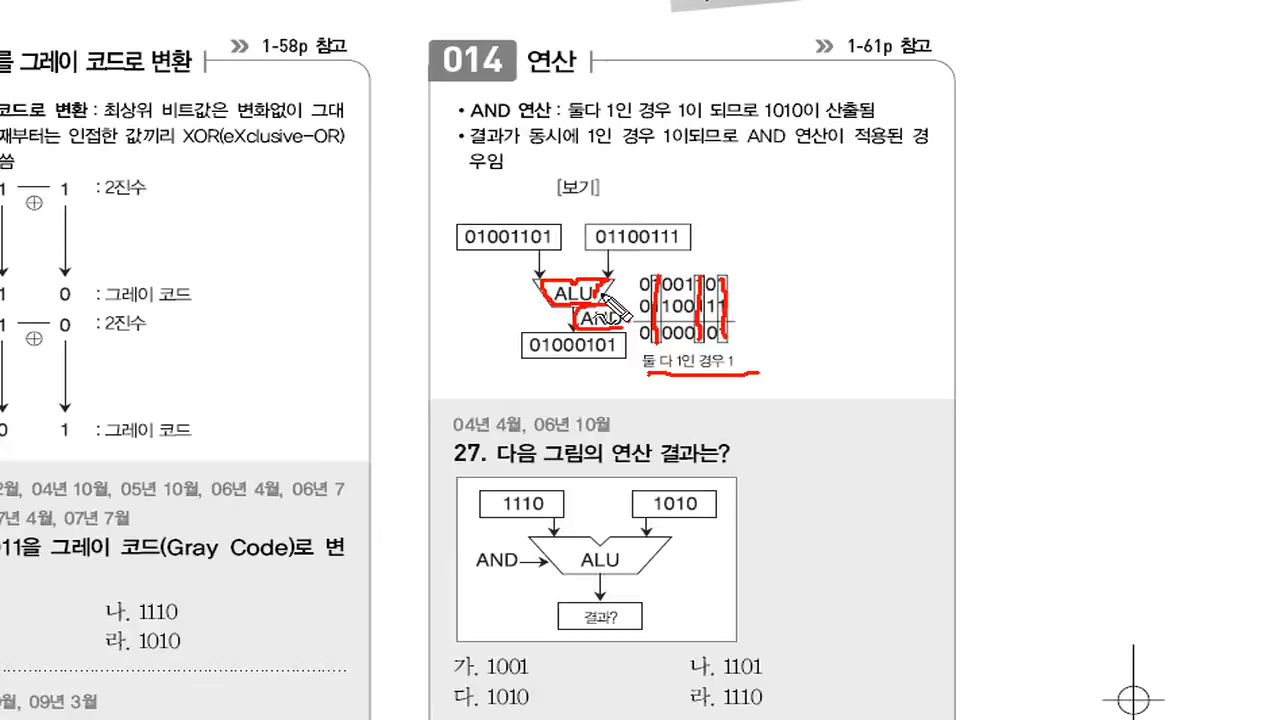 를 그레이 코드로 변환
» 1-58p 참고
코드로 변환 : 최상위 비트값은 변화없이 그대
째부터는 인접한 값끼리 XOR(eXclusive-OR)
씀
1 1 : 2진수
1 0 : 그레이 코드
1 0 : 2진수
0 1 : 그레이 코드
2월, 04년 10월, 05년 10월, 06년 4월, 06년 7
7년 4월, 07년 7월
11을 그레이 코드(Gray Code)로 변
나. 1110
라. 1010
월, 09년 3월
014 연산
» 1-61p 참고
• AND 연산 : 둘다 1인 경우 1이 되므로 1010이 산출됨
• 결과가 동시에 1인 경우 1이되므로 AND 연산이 적용된 경
우임
[보기]
01001101 01100111
ALU
AND
01000101
01001101
01100111
01000101
둘 다 1인 경우 1
04년 4월, 06년 10월
27. 다음 그림의 연산 결과는?
1110 1010
AND ALU
결과?
가. 1001 나. 1101
다. 1010 라. 1110